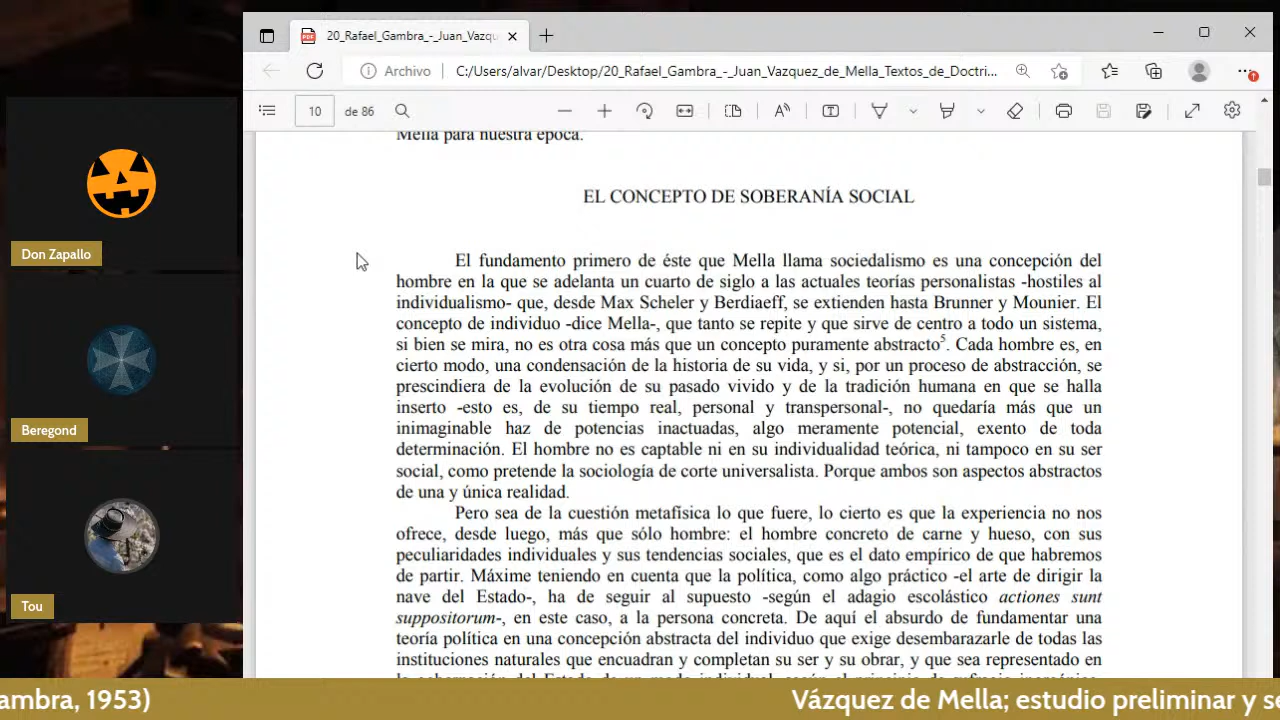 20_Rafael_Gambra_-_Juan_Vazqu
Archivo C:/Users/alvar/Desktop/20_Rafael_Gambra_-_Juan_Vazquez_de_Mella_Textos_de_Doctri...
10 de 86
Mella para nuestra época.
EL CONCEPTO DE SOBERANÍA SOCIAL
El fundamento primero de éste que Mella llama sociedalismo es una concepción del
hombre en la que se adelanta un cuarto de siglo a las actuales teorías personalistas -hostiles al
individualismo- que, desde Max Scheler y Berdiaeff, se extienden hasta Brunner y Mounier. El
concepto de individuo -dice Mella-, que tanto se repite y que sirve de centro a todo un sistema,
si bien se mira, no es otra cosa más que un concepto puramente abstracto5. Cada hombre es, en
cierto modo, una condensación de la historia de su vida, y si, por un proceso de abstracción, se
prescindiera de la evolución de su pasado vivido y de la tradición humana en que se halla
inserto -esto es, de su tiempo real, personal y transpersonal-, no quedaría más que un
inimaginable haz de potencias inactuadas, algo meramente potencial, exento de toda
determinación. El hombre no es captable ni en su individualidad teórica, ni tampoco en su ser
social, como pretende la sociología de corte universalista. Porque ambos son aspectos abstractos
de una y única realidad.
Pero sea de la cuestión metafísica lo que fuere, lo cierto es que la experiencia no nos
ofrece, desde luego, más que sólo hombre: el hombre concreto de carne y hueso, con sus
peculiaridades individuales y sus tendencias sociales, que es el dato empírico de que habremos
de partir. Máxime teniendo en cuenta que la política, como algo práctico -el arte de dirigir la
nave del Estado-, ha de seguir al supuesto -según el adagio escolástico actiones sunt
suppositorum-, en este caso, a la persona concreta. De aquí el absurdo de fundamentar una
teoría política en una concepción abstracta del individuo que exige desembarazarle de todas las
instituciones naturales que encuadran y completan su ser y su obrar, y que sea representado en
Don Zapallo
Beregond
Tou
ambra, 1953) Vázquez de Mella; estudio preliminar y se